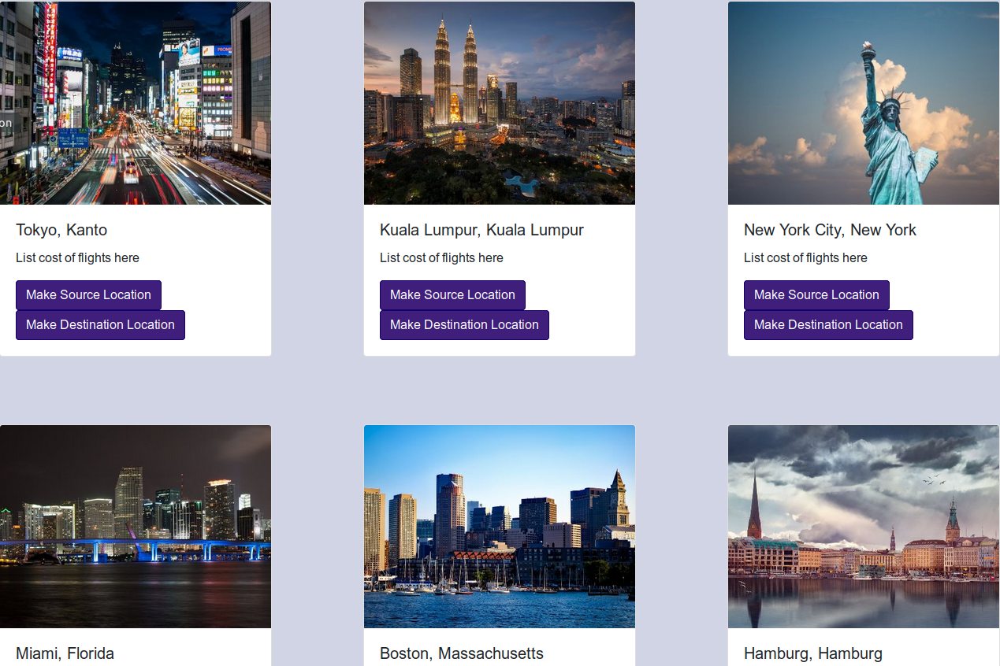 on
PROM
Tokyo, Kanto
List cost of flights here
Make Source Location
Make Destination Location
Kuala Lumpur, Kuala Lumpur
List cost of flights here
Make Source Location
Make Destination Location
New York City, New York
List cost of flights here
Make Source Location
Make Destination Location
Miami, Florida
Boston, Massachusetts
Hamburg, Hamburg